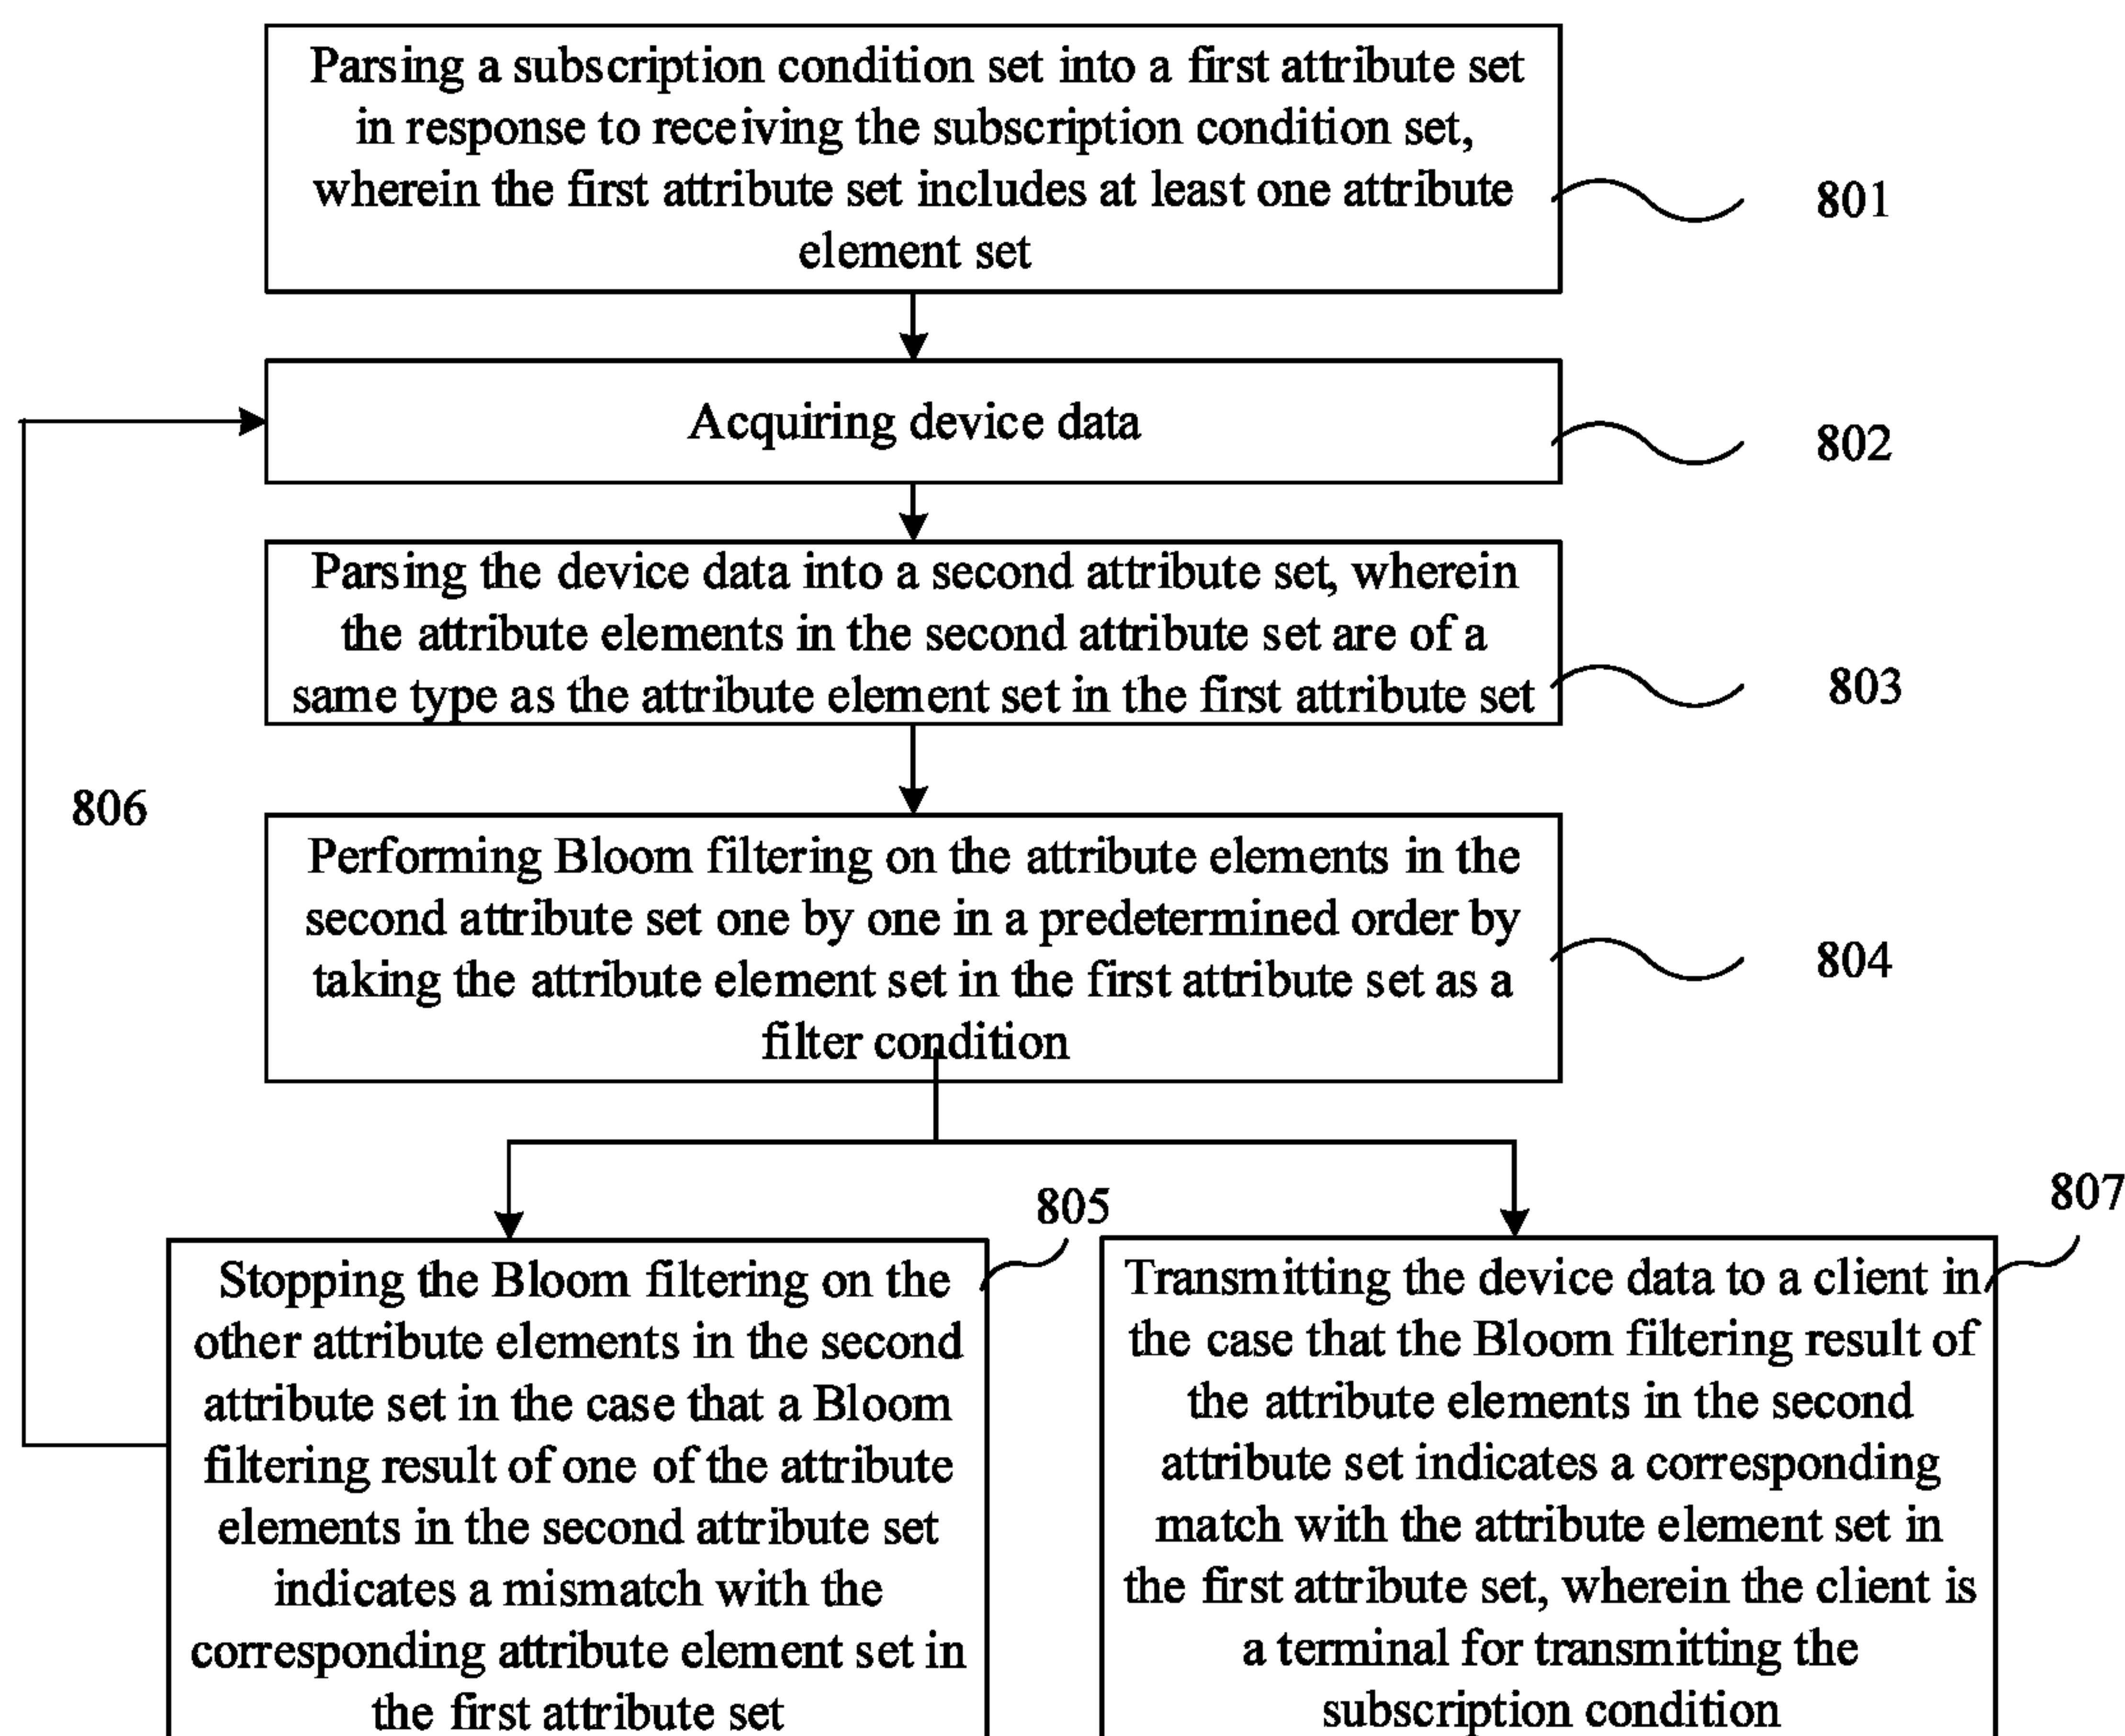 Parsing a subscription condition set into a first attribute set
in response to receiving the subscription condition set,
wherein the first attribute set includes at least one attribute
element set
801
Acquiring device data
802
Parsing the device data into a second attribute set, wherein
the attribute elements in the second attribute set are of a
same type as the attribute element set in the first attribute set
803
806
Performing Bloom filtering on the attribute elements in the
second attribute set one by one in a predetermined order by
taking the attribute element set in the first attribute set as a
filter condition
804
805
Stopping the Bloom filtering on the
other attribute elements in the second
attribute set in the case that a Bloom
filtering result of one of the attribute
elements in the second attribute set
indicates a mismatch with the
corresponding attribute element set in
the first attribute set
807
Transmitting the device data to a client in
the case that the Bloom filtering result of
the attribute elements in the second
attribute set indicates a corresponding
match with the attribute element set in
the first attribute set, wherein the client is
a terminal for transmitting the
subscription condition